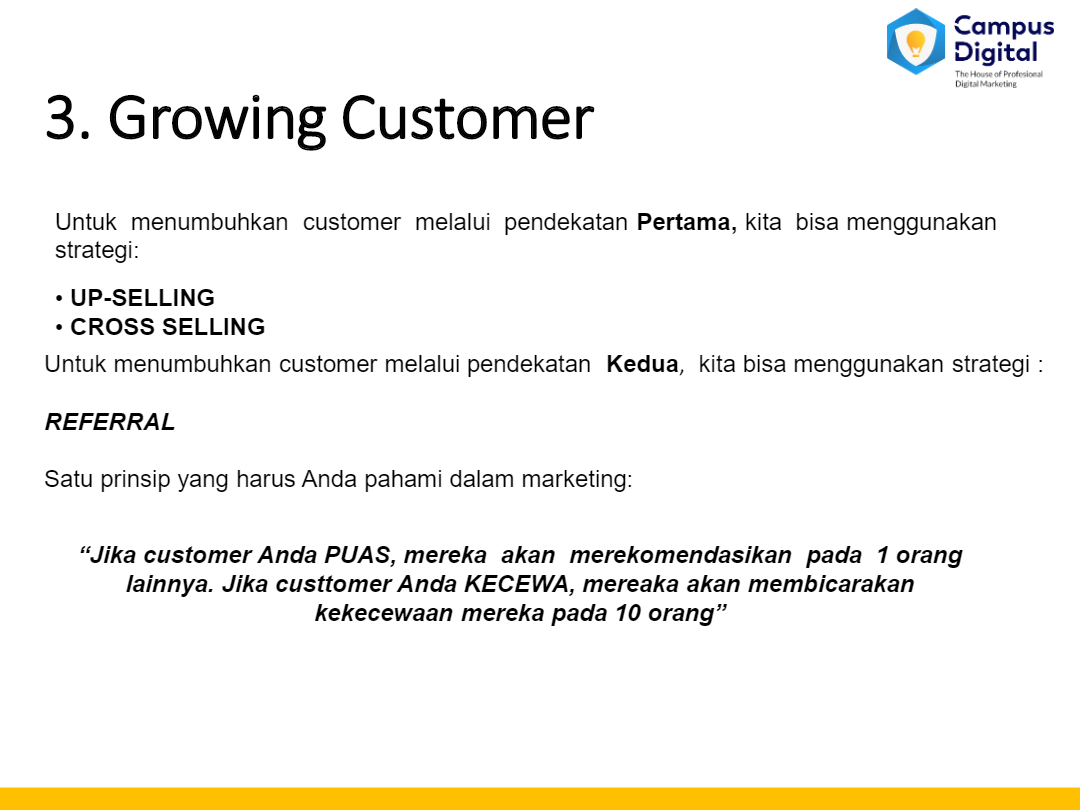 Campus
Digital
The House of Profesional
Digital Marketing
3. Growing Customer
Untuk menumbuhkan customer melalui pendekatan Pertama, kita bisa menggunakan
strategi:
• UP-SELLING
• CROSS SELLING
Untuk menumbuhkan customer melalui pendekatan Kedua, kita bisa menggunakan strategi :
REFERRAL
Satu prinsip yang harus Anda pahami dalam marketing:
“Jika customer Anda PUAS, mereka akan merekomendasikan pada 1 orang
lainnya. Jika custtomer Anda KECEWA, mereaka akan membicarakan
kekecewaan mereka pada 10 orang”